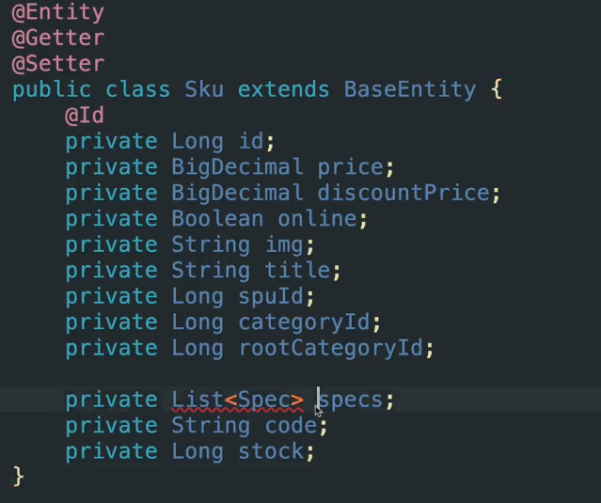 @Entity
@Getter
@Setter
public class Sku extends BaseEntity {
    @Id
    private Long id;
    private BigDecimal price;
    private BigDecimal discountPrice;
    private Boolean online;
    private String img;
    private String title;
    private Long spuId;
    private Long categoryId;
    private Long rootCategoryId;

    private List<Spec> specs;
    private String code;
    private Long stock;
}